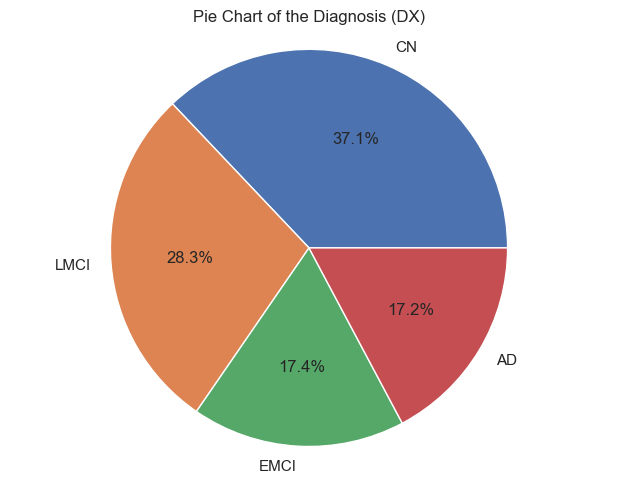 Pie Chart of the Diagnosis (DX)
CN
37.1%
LMCI
28.3%
17.2%
AD
17.4%
EMCI